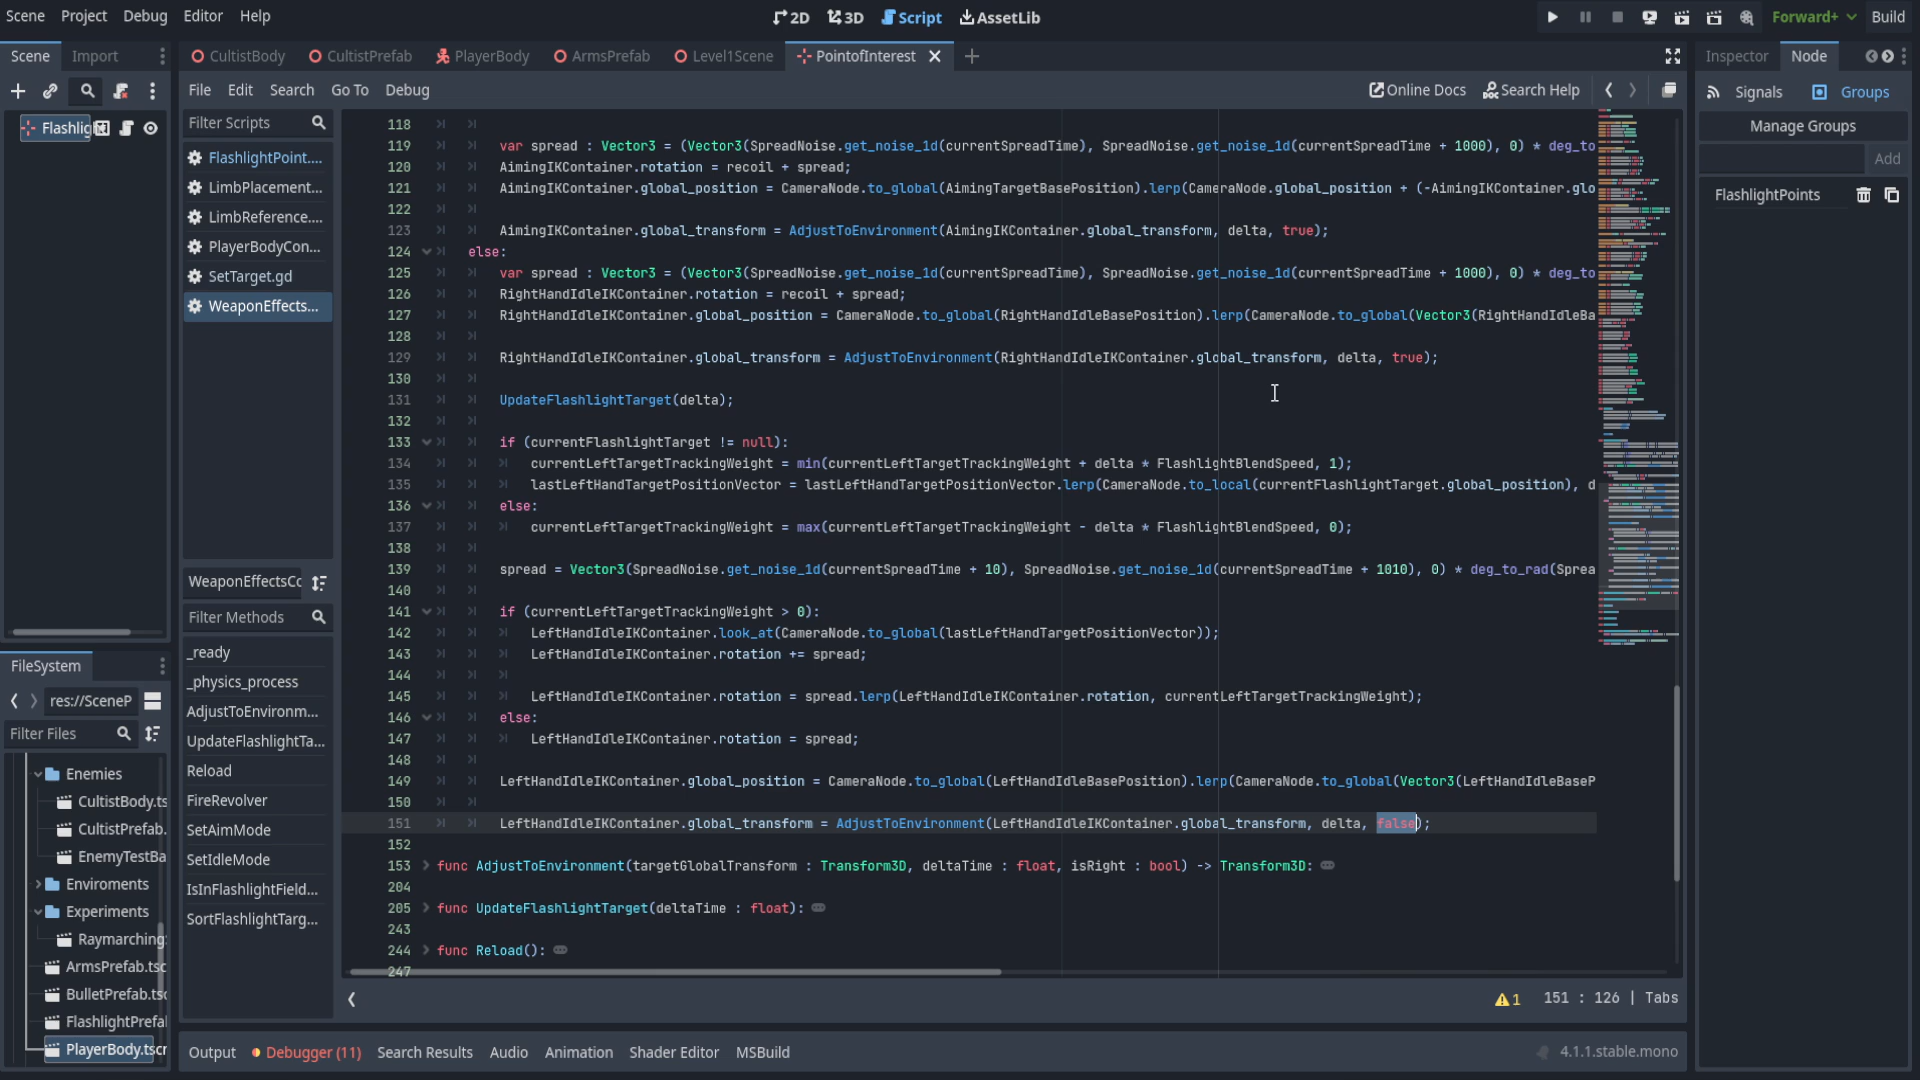 Scene Project Debug Editor Help
2D 3D Script AssetLib
Forward+ Build
Scene Import
CultistBody CultistPrefab PlayerBody ArmsPrefab Level1Scene PointofInterest
Inspector Node
File Edit Search Go To Debug
Online Docs Search Help
Signals Groups
Manage Groups
Add
FlashlightPoints
Flashlig
Filter Scripts
FlashlightPoint....
LimbPlacement...
LimbReference....
PlayerBodyCon...
SetTarget.gd
WeaponEffects...
WeaponEffectsCo
Filter Methods
_ready
_physics_process
AdjustToEnvironm...
UpdateFlashlightTa...
Reload
FireRevolver
SetAimMode
SetIdleMode
IsInFlashlightField...
SortFlashlightTarg...
FileSystem
res://SceneP
Filter Files
Enemies
CultistBody.ts
CultistPrefab.
EnemyTestBa
Enviroments
Experiments
Raymarching
ArmsPrefab.tsc
BulletPrefab.tsc
FlashlightPrefa
PlayerBody.tscr
118
119 var spread : Vector3 = (Vector3(SpreadNoise.get_noise_1d(currentSpreadTime), SpreadNoise.get_noise_1d(currentSpreadTime + 1000), 0) * deg_to
120 AimingIKContainer.rotation = recoil + spread;
121 AimingIKContainer.global_position = CameraNode.to_global(AimingTargetBasePosition).lerp(CameraNode.global_position + (-AimingIKContainer.glo
122
123 AimingIKContainer.global_transform = AdjustToEnvironment(AimingIKContainer.global_transform, delta, true);
124 else:
125 var spread : Vector3 = (Vector3(SpreadNoise.get_noise_1d(currentSpreadTime), SpreadNoise.get_noise_1d(currentSpreadTime + 1000), 0) * deg_to
126 RightHandIdleIKContainer.rotation = recoil + spread;
127 RightHandIdleIKContainer.global_position = CameraNode.to_global(RightHandIdleBasePosition).lerp(CameraNode.to_global(Vector3(RightHandIdleBa
128
129 RightHandIdleIKContainer.global_transform = AdjustToEnvironment(RightHandIdleIKContainer.global_transform, delta, true);
130
131 UpdateFlashlightTarget(delta);
132
133 if (currentFlashlightTarget != null):
134 currentLeftTargetTrackingWeight = min(currentLeftTargetTrackingWeight + delta * FlashlightBlendSpeed, 1);
135 lastLeftHandTargetPositionVector = lastLeftHandTargetPositionVector.lerp(CameraNode.to_local(currentFlashlightTarget.global_position), d
136 else:
137 currentLeftTargetTrackingWeight = max(currentLeftTargetTrackingWeight - delta * FlashlightBlendSpeed, 0);
138
139 spread = Vector3(SpreadNoise.get_noise_1d(currentSpreadTime + 10), SpreadNoise.get_noise_1d(currentSpreadTime + 1010), 0) * deg_to_rad(Sprea
140
141 if (currentLeftTargetTrackingWeight > 0):
142 LeftHandIdleIKContainer.look_at(CameraNode.to_global(lastLeftHandTargetPositionVector));
143 LeftHandIdleIKContainer.rotation += spread;
144
145 LeftHandIdleIKContainer.rotation = spread.lerp(LeftHandIdleIKContainer.rotation, currentLeftTargetTrackingWeight);
146 else:
147 LeftHandIdleIKContainer.rotation = spread;
148
149 LeftHandIdleIKContainer.global_position = CameraNode.to_global(LeftHandIdleBasePosition).lerp(CameraNode.to_global(Vector3(LeftHandIdleBaseP
150
151 LeftHandIdleIKContainer.global_transform = AdjustToEnvironment(LeftHandIdleIKContainer.global_transform, delta, false);
152
153 func AdjustToEnvironment(targetGlobalTransform : Transform3D, deltaTime : float, isRight : bool) -> Transform3D:
204
205 func UpdateFlashlightTarget(deltaTime : float):
243
244 func Reload():
247
1 151 : 126 | Tabs
Output Debugger (11) Search Results Audio Animation Shader Editor MSBuild
4.1.1.stable.mono